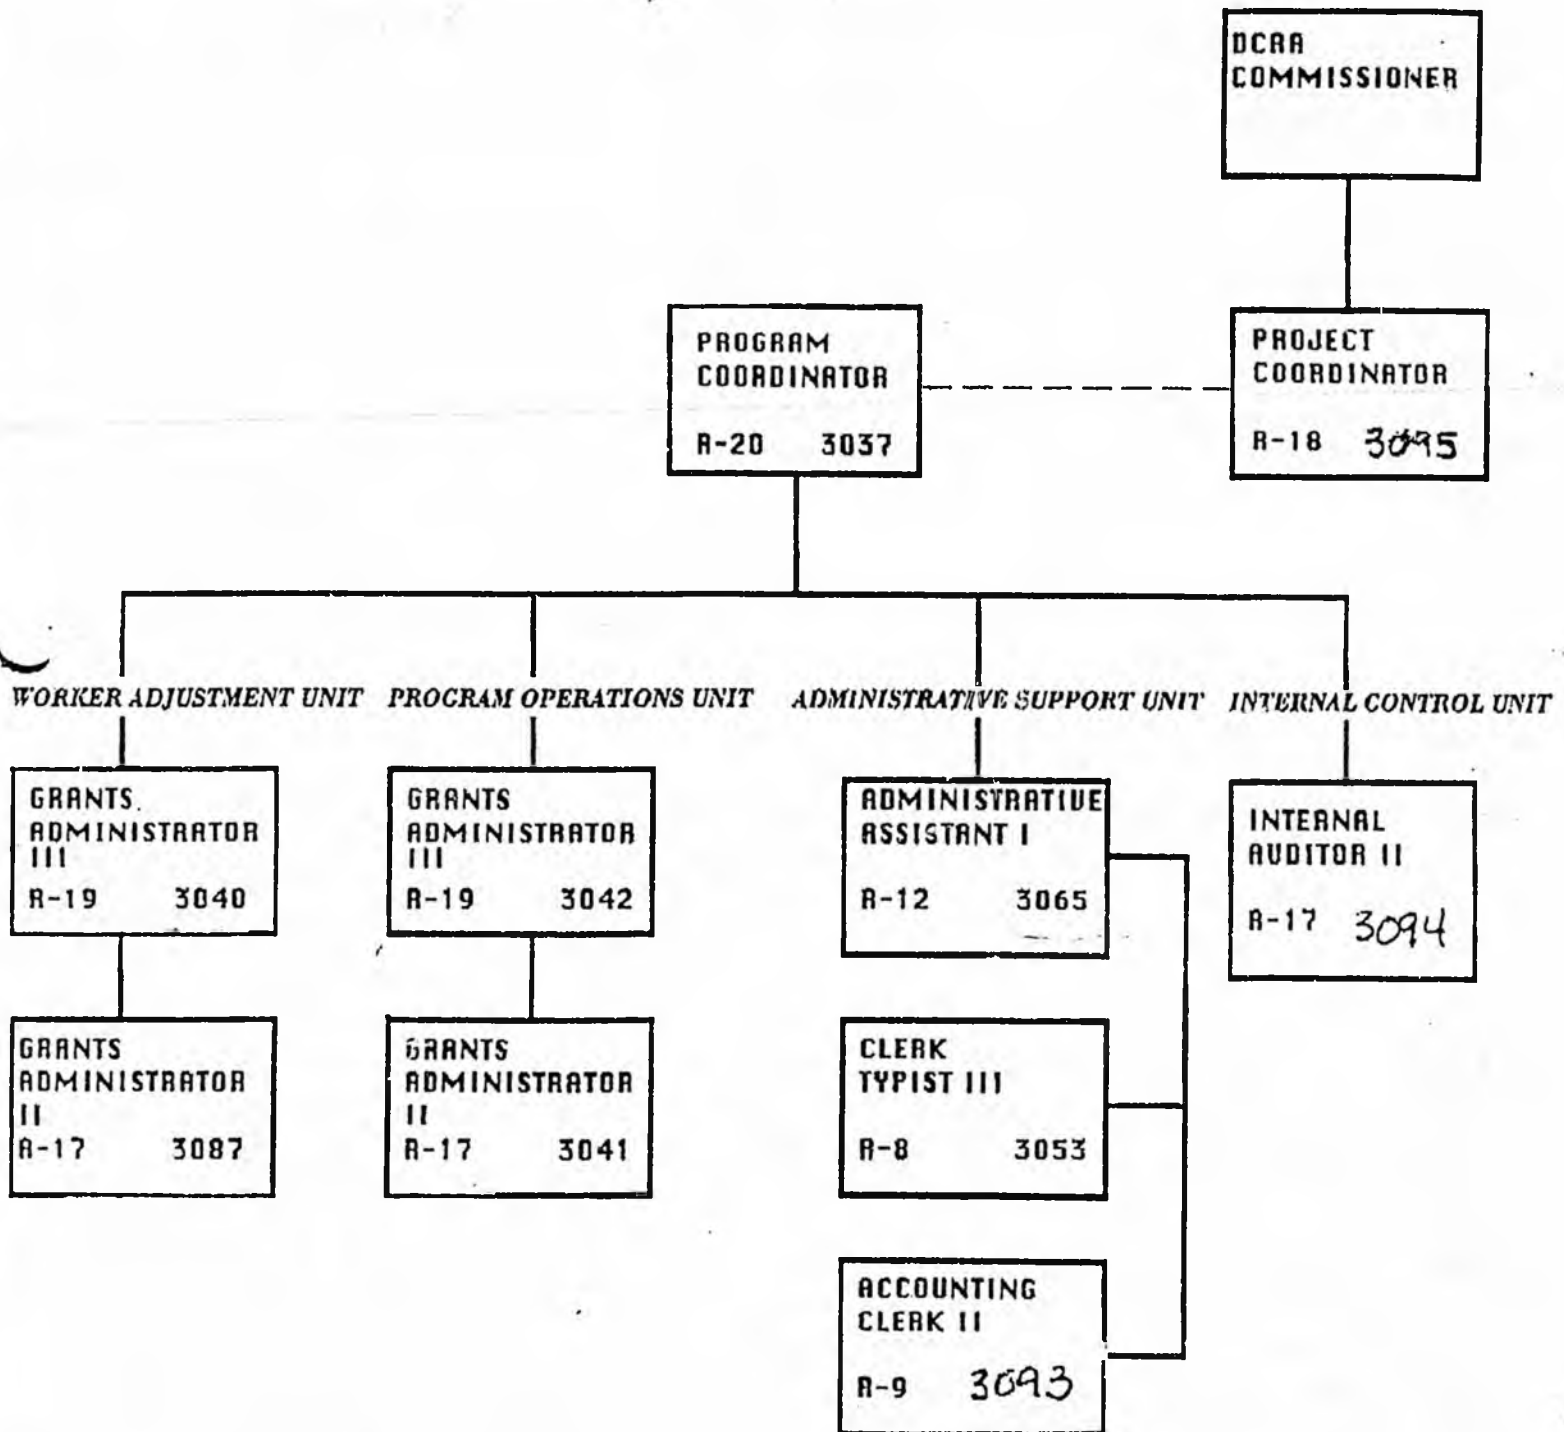 DCRA
COMMISSIONER
PROGRAM
COORDINATOR
R-20 3037
PROJECT
COORDINATOR
R-18 3095
WORKER ADJUSTMENT UNIT
PROGRAM OPERATIONS UNIT
ADMINISTRATIVE SUPPORT UNIT
INTERNAL CONTROL UNIT
GRANTS
ADMINISTRATOR
III
R-19 3040
GRANTS
ADMINISTRATOR
II
R-17 3087
GRANTS
ADMINISTRATOR
III
R-19 3042
GRANTS
ADMINISTRATOR
II
R-17 3041
ADMINISTRATIVE
ASSISTANT I
R-12 3065
CLERK
TYPIST III
R-8 3053
ACCOUNTING
CLERK II
R-9 3093
INTERNAL
AUDITOR II
R-17 3094